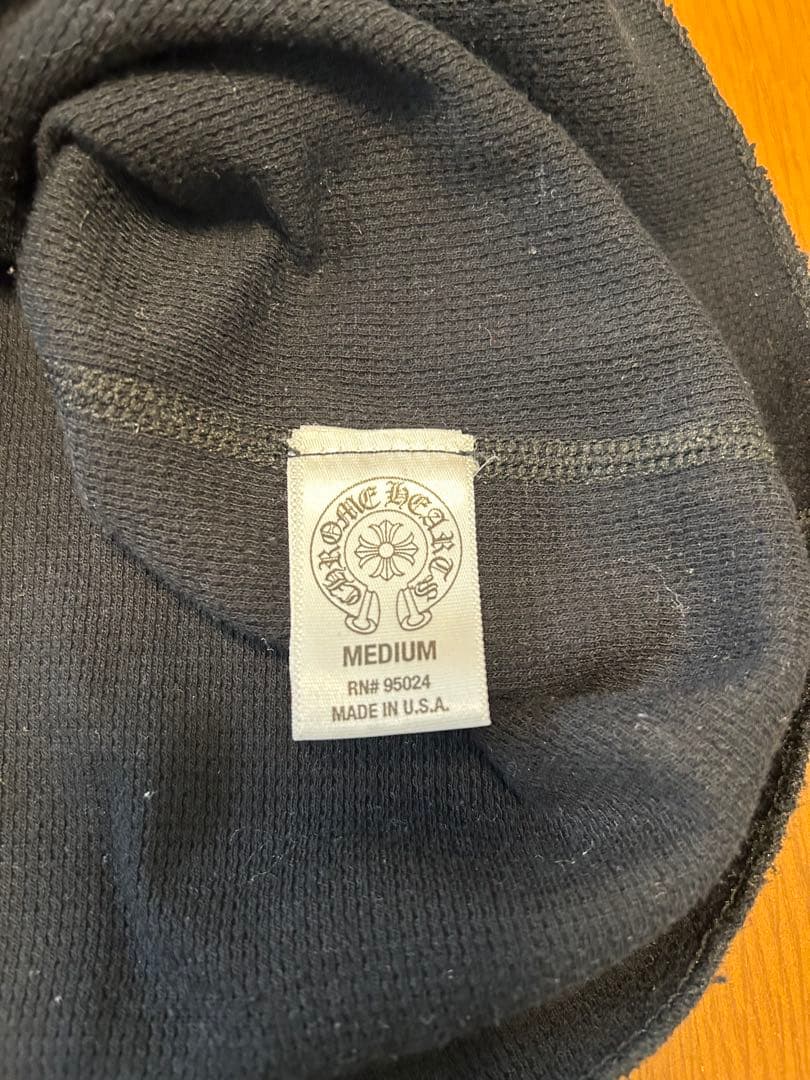 CHROME HEARTS
MEDIUM
RN# 95024
MADE IN U.S.A.